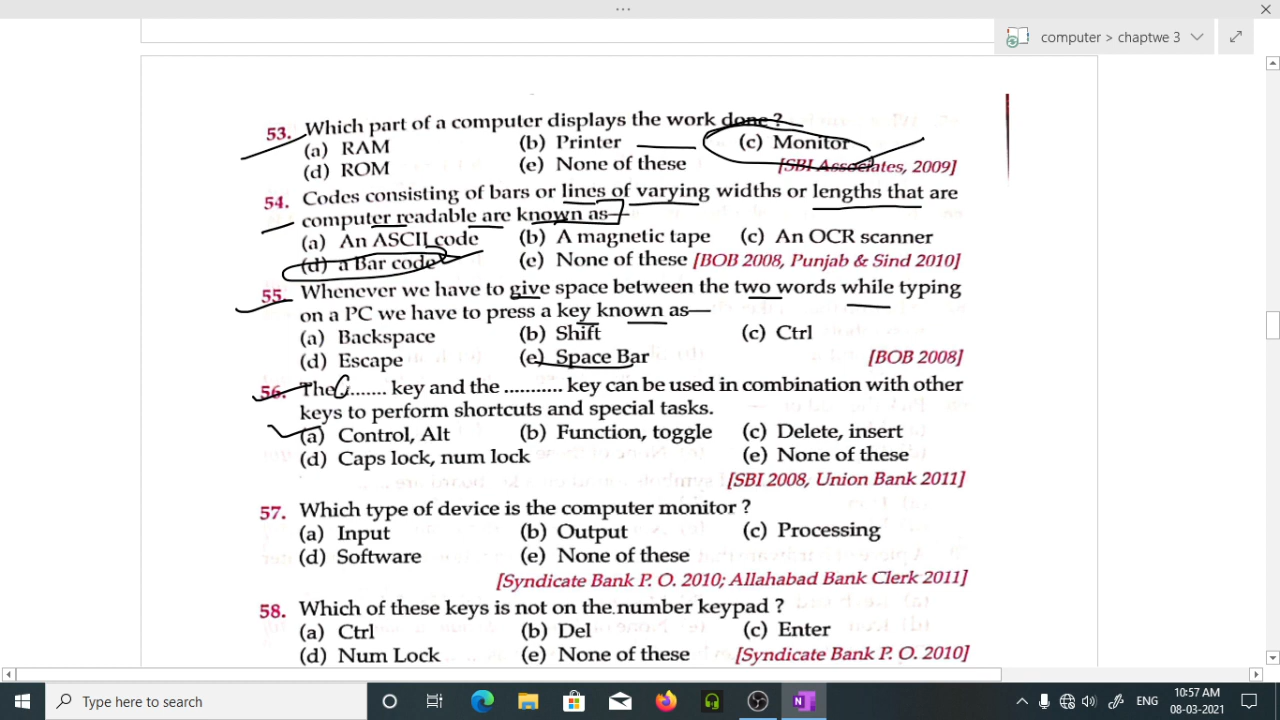 computer > chaptwe 3
53. Which part of a computer displays the work done ?
(a) RAM (b) Printer (c) Monitor
(d) ROM (e) None of these [SBI Associates, 2009]
54. Codes consisting of bars or lines of varying widths or lengths that are
computer readable are known as—
(a) An ASCII code (b) A magnetic tape (c) An OCR scanner
(d) a Bar code (e) None of these [BOB 2008, Punjab & Sind 2010]
55. Whenever we have to give space between the two words while typing
on a PC we have to press a key known as—
(a) Backspace (b) Shift (c) Ctrl
(d) Escape (e) Space Bar [BOB 2008]
56. The C....... key and the ........... key can be used in combination with other
keys to perform shortcuts and special tasks.
(a) Control, Alt (b) Function, toggle (c) Delete, insert
(d) Caps lock, num lock (e) None of these
[SBI 2008, Union Bank 2011]
57. Which type of device is the computer monitor ?
(a) Input (b) Output (c) Processing
(d) Software (e) None of these
[Syndicate Bank P. O. 2010; Allahabad Bank Clerk 2011]
58. Which of these keys is not on the number keypad ?
(a) Ctrl (b) Del (c) Enter
(d) Num Lock (e) None of these [Syndicate Bank P. O. 2010]
Type here to search
ENG
10:57 AM
08-03-2021